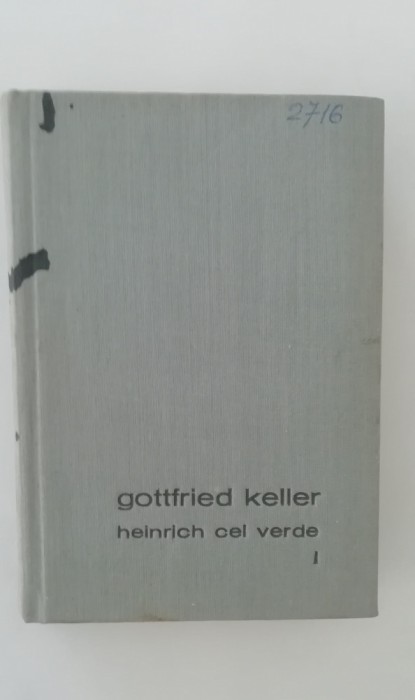 2716
gottfried keller
heinrich cel verde
I